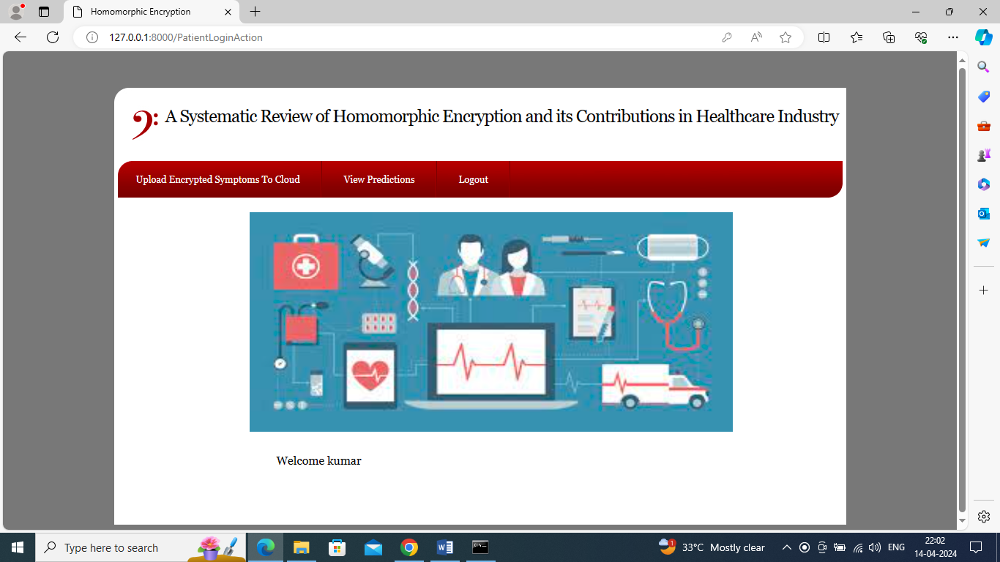 Homomorphic Encryption
127.0.0.1:8000/PatientLoginAction
A Systematic Review of Homomorphic Encryption and its Contributions in Healthcare Industry
Upload Encrypted Symptoms To Cloud
View Predictions
Logout
Welcome kumar
Type here to search
1
33°C Mostly clear
ENG
22:02
14-04-2024